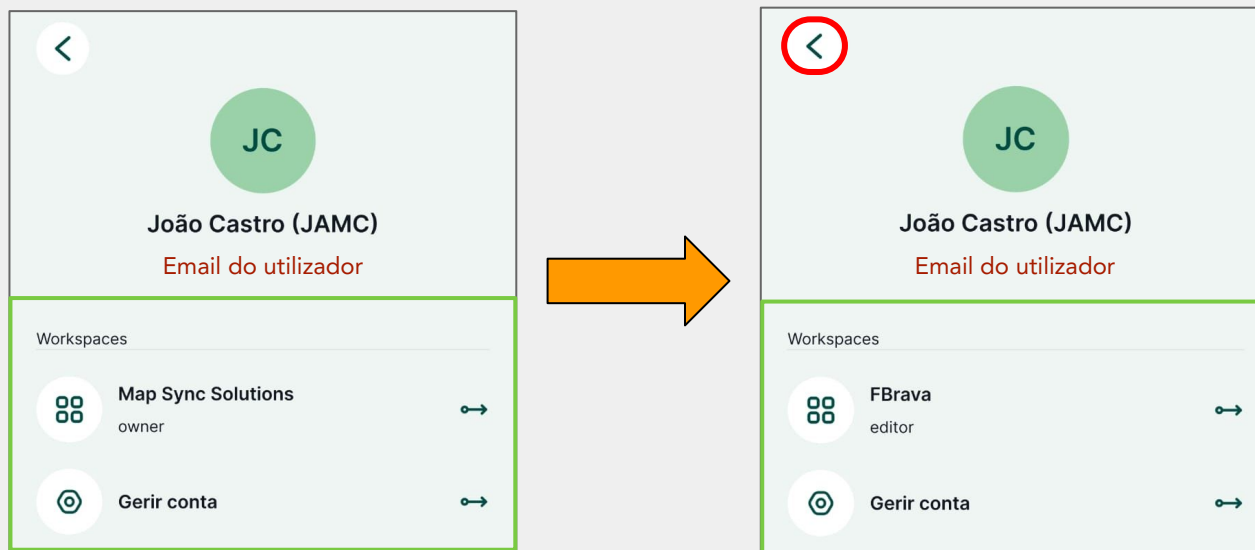 JC
João Castro (JAMC)
Email do utilizador
Workspaces
Map Sync Solutions
owner
Gerir conta
JC
João Castro (JAMC)
Email do utilizador
Workspaces
FBrava
editor
Gerir conta